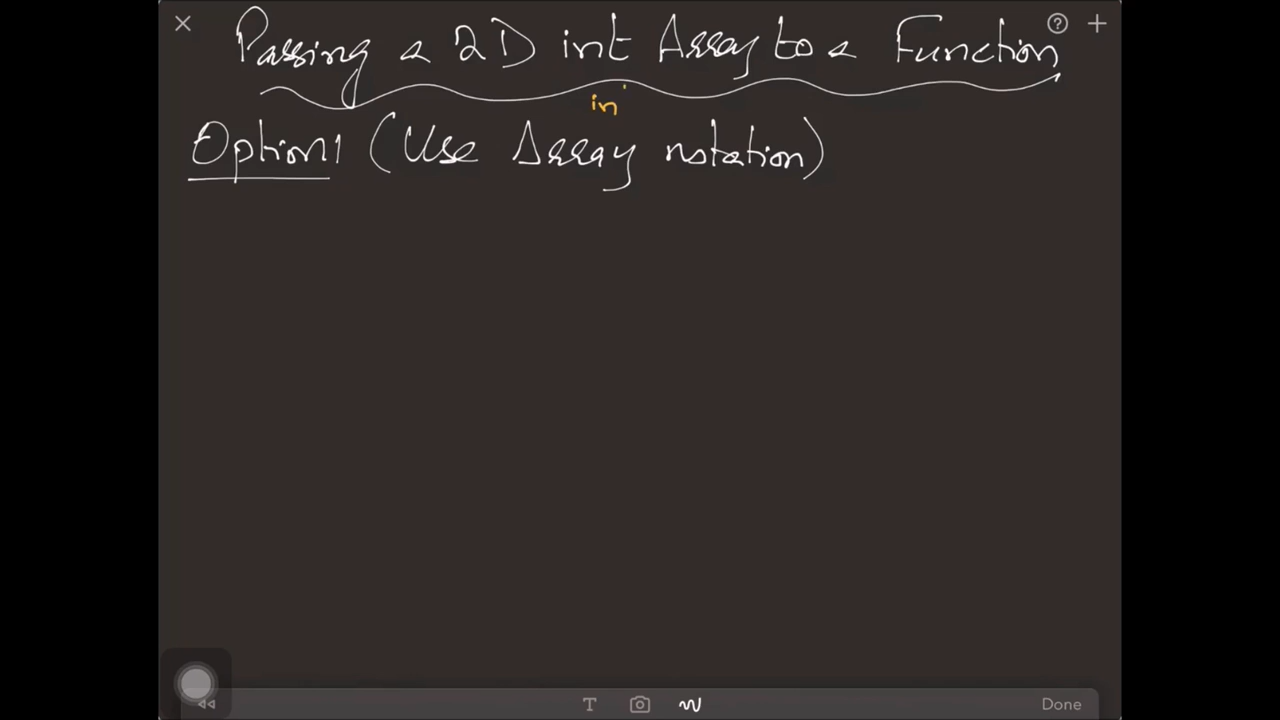 Passing a 2D int Array to a Function
in
Option1 (Use Array notation)
T
Done